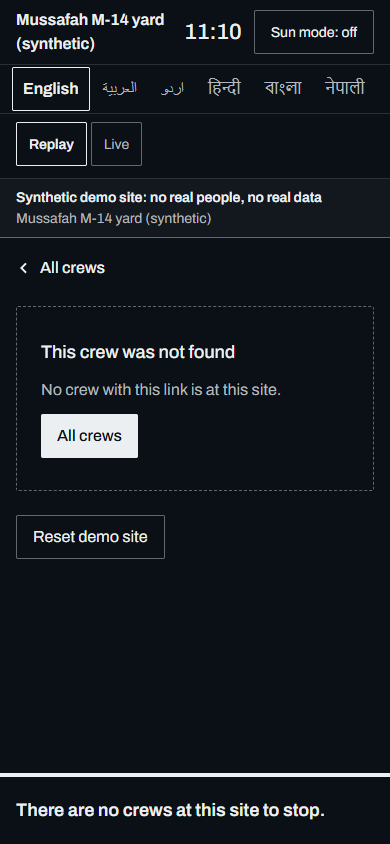 Mussafah M-14 yard
(synthetic)
11:10
Sun mode: off
English
العربية
اردو
हिन्दी
বাংলা
नेपाली
Replay
Live
Synthetic demo site: no real people, no real data
Mussafah M-14 yard (synthetic)
All crews
This crew was not found
No crew with this link is at this site.
All crews
Reset demo site
There are no crews at this site to stop.